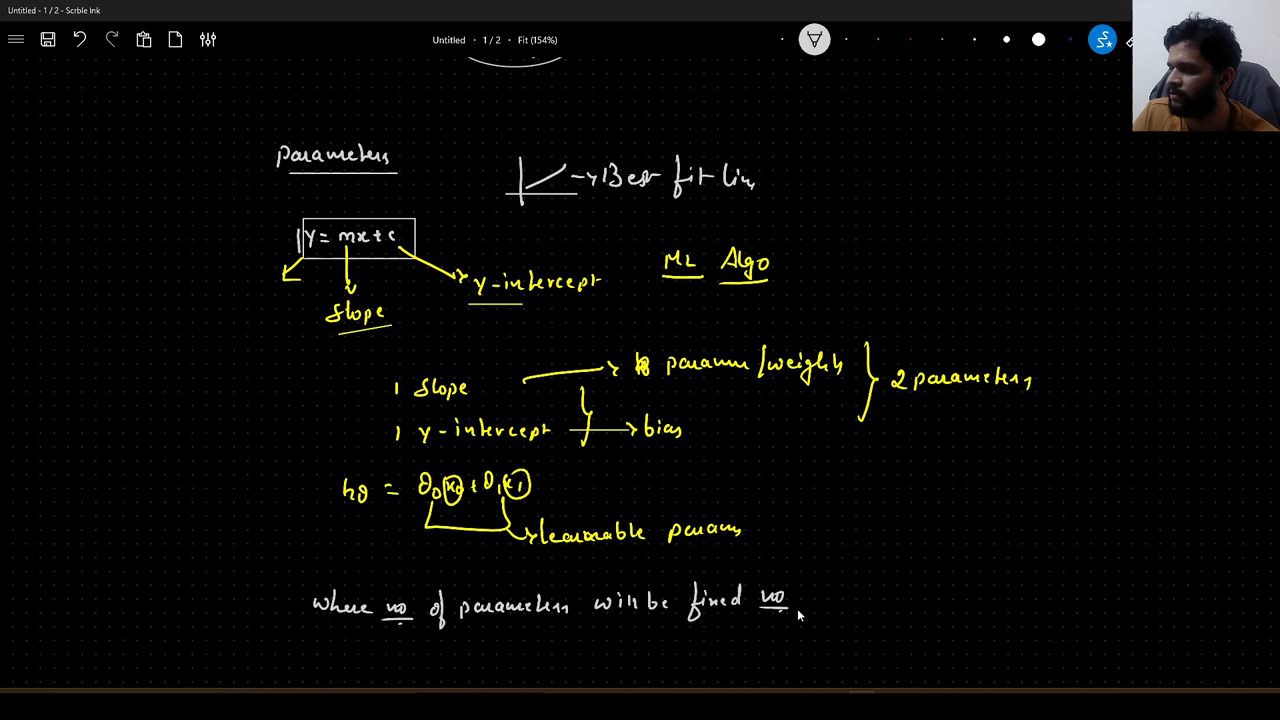 Untitled - 1 / 2 - Scrble Ink
Untitled • 1 / 2 • Fit (154%)
Parameters
Best fit line
y = mx + c
ML Algo
y-intercept
Slope
1 Slope
param/weights
2 parameters
1 y-intercept
bias
hθ = θ0x0 + θ1x1
learnable params
where no of parameters will be fixed no